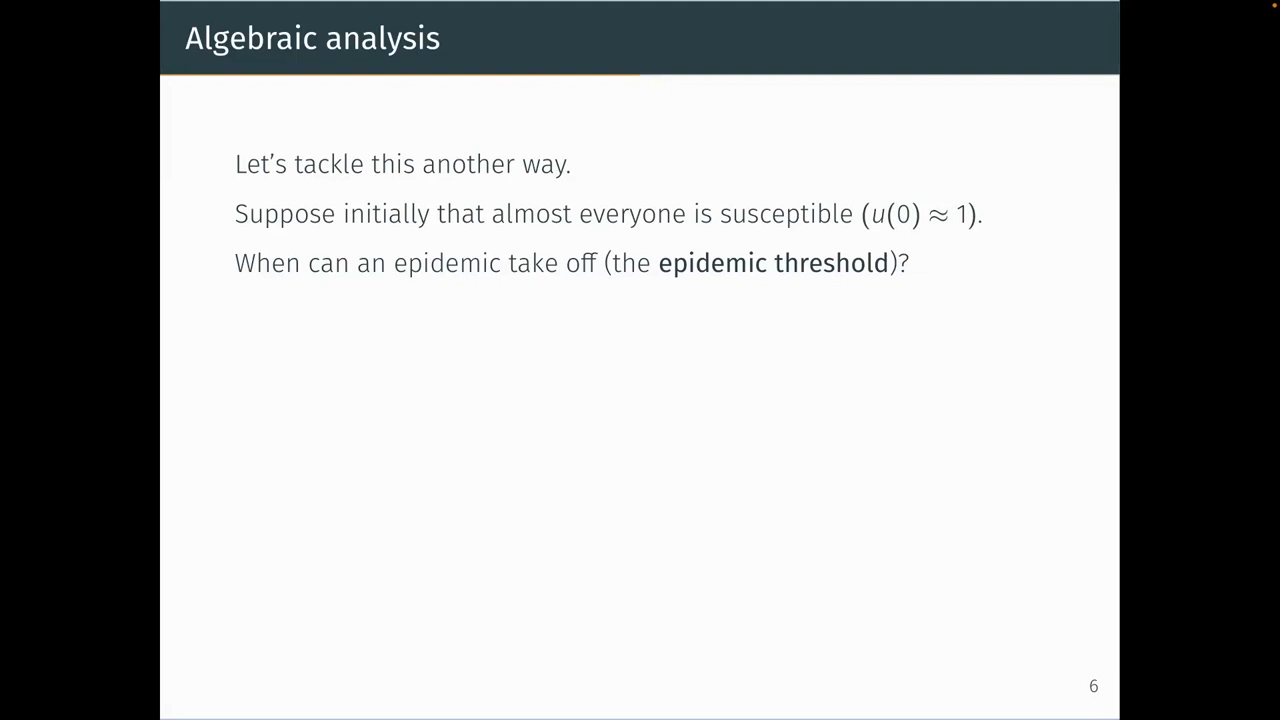 Algebraic analysis
Let’s tackle this another way.
Suppose initially that almost everyone is susceptible (u(0) ≈ 1).
When can an epidemic take off (the epidemic threshold)?
6